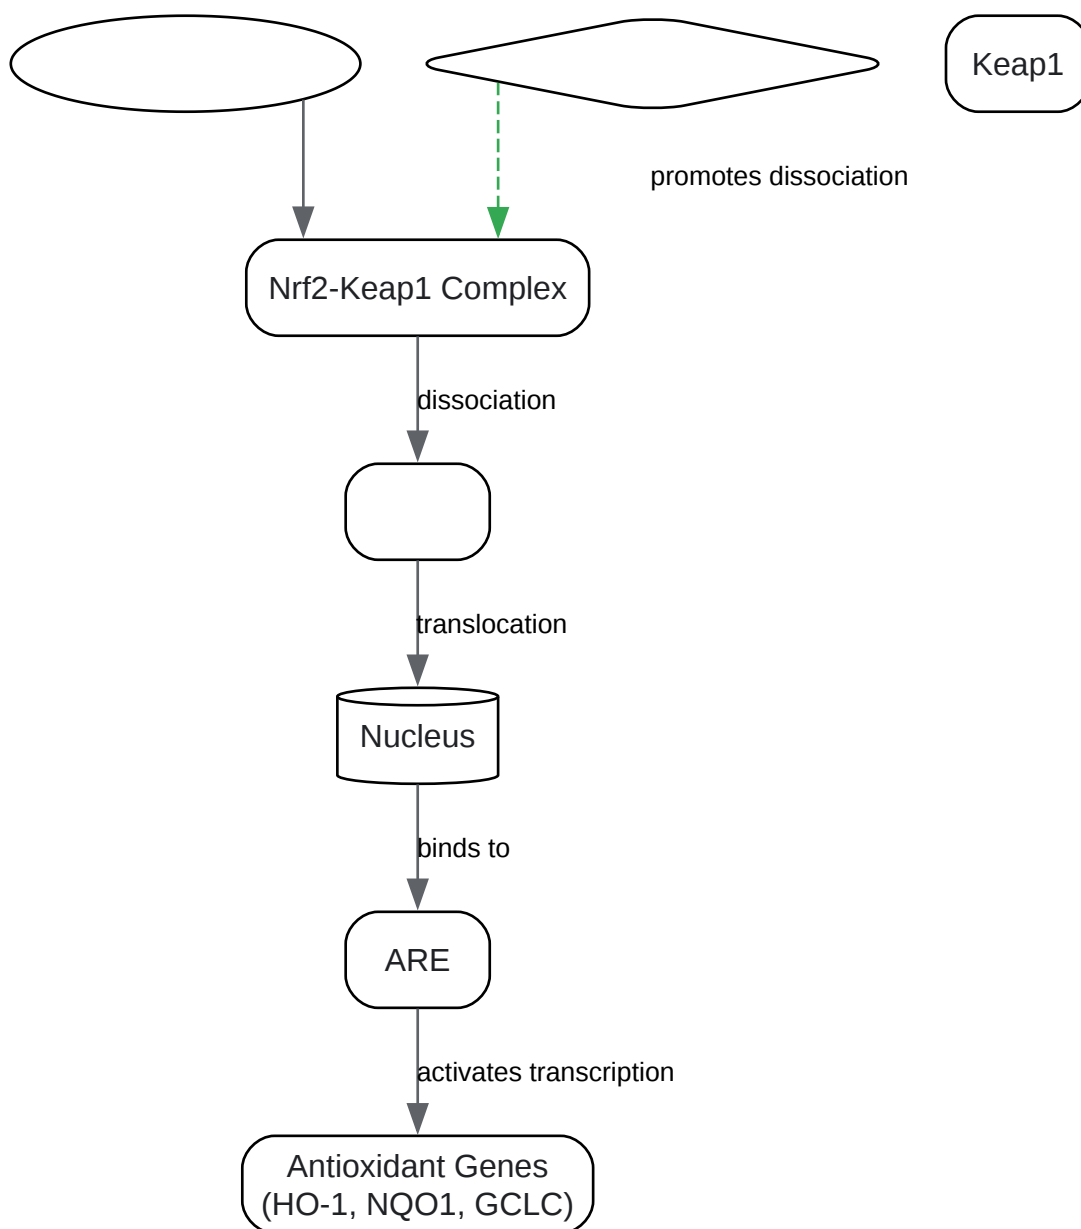 Keap1
promotes dissociation
Nrf2-Keap1 Complex
dissociation
translocation
Nucleus
binds to
ARE
activates transcription
Antioxidant Genes
(HO-1, NQO1, GCLC)